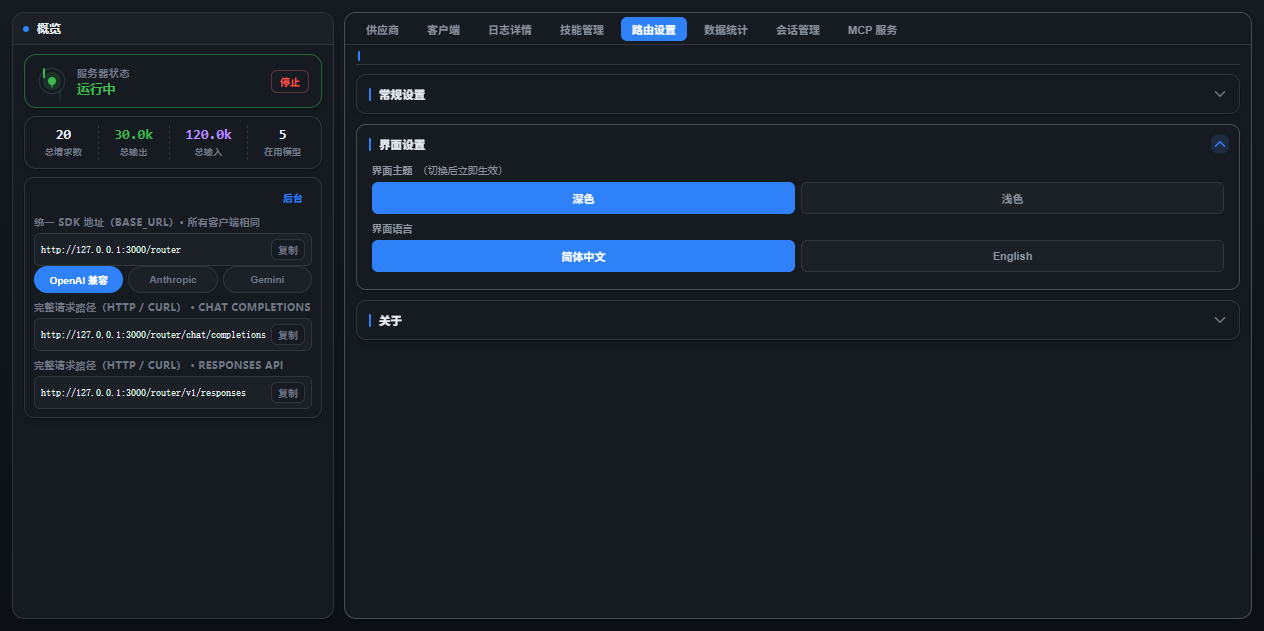 概览
服务器状态
运行中
停止
20
总请求数
30.0k
总输出
120.0k
总输入
5
在用模型
后台
统一 SDK 地址（BASE_URL）• 所有客户端相同
http://127.0.0.1:3000/router
复制
OpenAI 兼容
Anthropic
Gemini
完整请求路径（HTTP / CURL） • CHAT COMPLETIONS
http://127.0.0.1:3000/router/chat/completions
复制
完整请求路径（HTTP / CURL） • RESPONSES API
http://127.0.0.1:3000/router/v1/responses
复制
供应商
客户端
日志详情
技能管理
路由设置
数据统计
会话管理
MCP 服务
常规设置
界面设置
界面主题 （切换后立即生效）
深色
浅色
界面语言
简体中文
English
关于